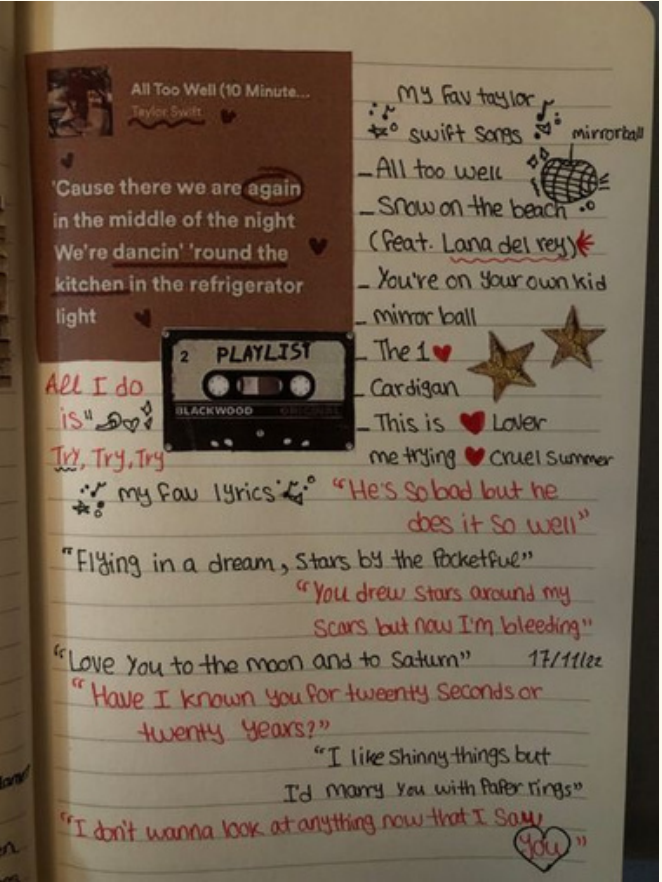 All Too Well (10 Minute...
Taylor Swift
'Cause there we are again
in the middle of the night
We're dancin' 'round the
kitchen in the refrigerator
light
2 PLAYLIST
BLACKWOOD ORIGINAL
All I do
is"
Try, Try, Try
my fav taylor
swift songs
mirrorball
- All too well
- Snow on the beach
(feat. Lana del rey)
- You're on your own kid
- mirror ball
- The 1
- Cardigan
- This is
me trying
Lover
Cruel Summer
my fav lyrics
"He's so bad but he
does it so well"
"Flying in a dream, Stars by the Pocketful"
"You drew stars around my
scars but now I'm bleeding"
"Love you to the moon and to Saturn"
17/11/22
"Have I known you for tweenty seconds or
twenty years?"
"I like Shinny things but
I'd marry you with Paper rings"
"I don't wanna look at anything now that I Saw
you"